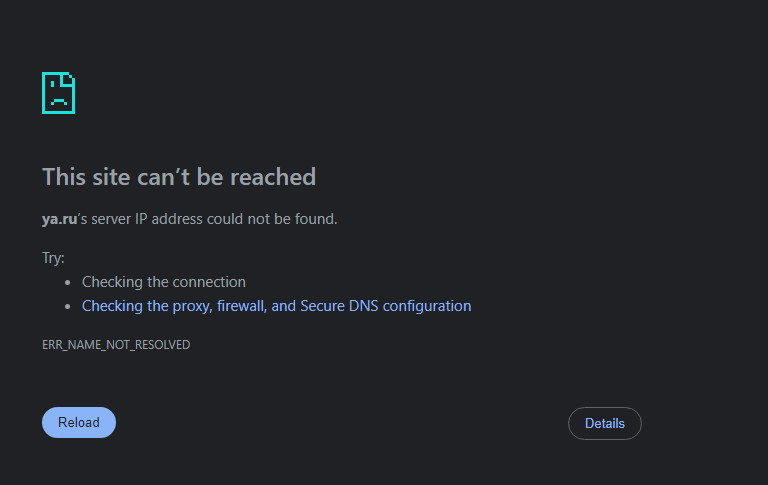 This site can’t be reached
ya.ru’s server IP address could not be found.
Try:
• Checking the connection
• Checking the proxy, firewall, and Secure DNS configuration
ERR_NAME_NOT_RESOLVED
Reload
Details